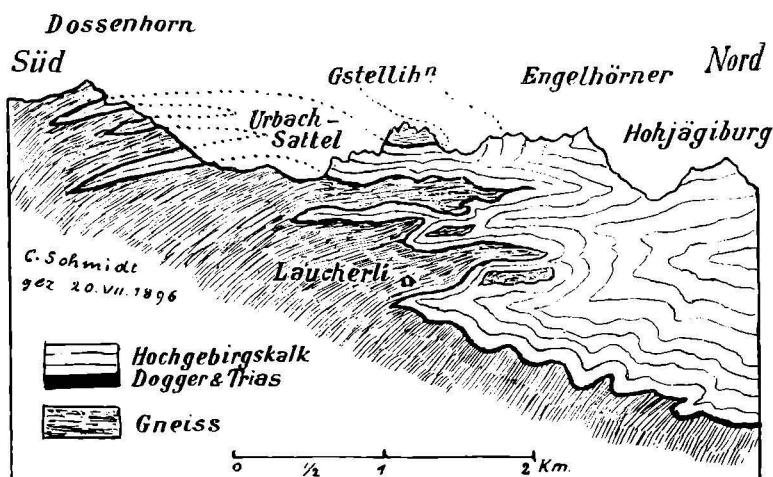 Dossenhorn
Süd
Gstellihn
Engelhörner
Nord
Urbach-
Sattel
Hohjägiburg
Laucherli
C. Schmidt
gez 20.VII.1896
Hochgebirgskalk
Dogger & Trias
Gneiss
0 1/2 1 2 Km.